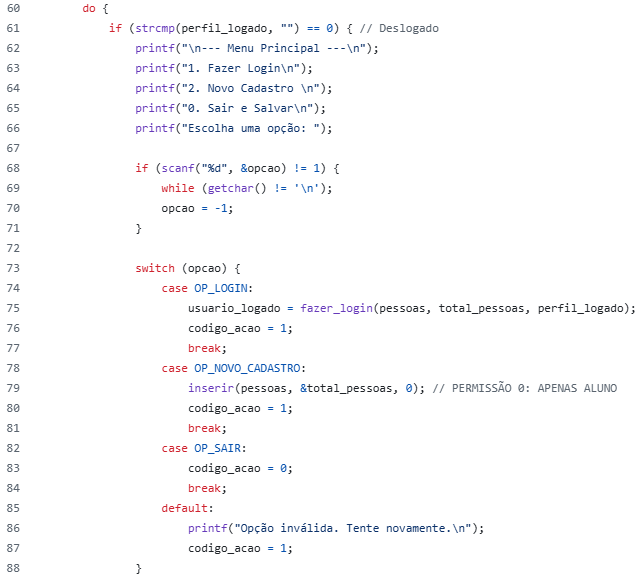 60 do {
61 if (strcmp(perfil_logado, "") == 0) { // Deslogado
62 printf("\n--- Menu Principal ---\n");
63 printf("1. Fazer Login\n");
64 printf("2. Novo Cadastro \n");
65 printf("0. Sair e Salvar\n");
66 printf("Escolha uma opção: ");
67
68 if (scanf("%d", &opcao) != 1) {
69 while (getchar() != '\n');
70 opcao = -1;
71 }
72
73 switch (opcao) {
74 case OP_LOGIN:
75 usuario_logado = fazer_login(pessoas, total_pessoas, perfil_logado);
76 codigo_acao = 1;
77 break;
78 case OP_NOVO_CADASTRO:
79 inserir(pessoas, &total_pessoas, 0); // PERMISSÃO 0: APENAS ALUNO
80 codigo_acao = 1;
81 break;
82 case OP_SAIR:
83 codigo_acao = 0;
84 break;
85 default:
86 printf("Opção inválida. Tente novamente.\n");
87 codigo_acao = 1;
88 }